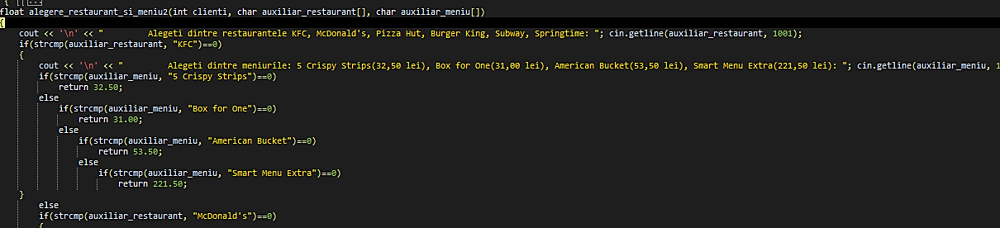 { ||...
float alegere_restaurant_si_meniu2(int clienti, char auxiliar_restaurant[], char auxiliar_meniu[])
{
cout << '\n' << " Alegeti dintre restaurantele KFC, McDonald's, Pizza Hut, Burger King, Subway, Springtime: "; cin.getline(auxiliar_restaurant, 1001);
if(strcmp(auxiliar_restaurant, "KFC")==0)
{
cout << '\n' << " Alegeti dintre meniurile: 5 Crispy Strips(32,50 lei), Box for One(31,00 lei), American Bucket(53,50 lei), Smart Menu Extra(221,50 lei): "; cin.getline(auxiliar_meniu, 1
if(strcmp(auxiliar_meniu, "5 Crispy Strips")==0)
return 32.50;
else
if(strcmp(auxiliar_meniu, "Box for One")==0)
return 31.00;
else
if(strcmp(auxiliar_meniu, "American Bucket")==0)
return 53.50;
else
if(strcmp(auxiliar_meniu, "Smart Menu Extra")==0)
return 221.50;
}
else
if(strcmp(auxiliar_restaurant, "McDonald's")==0)
{